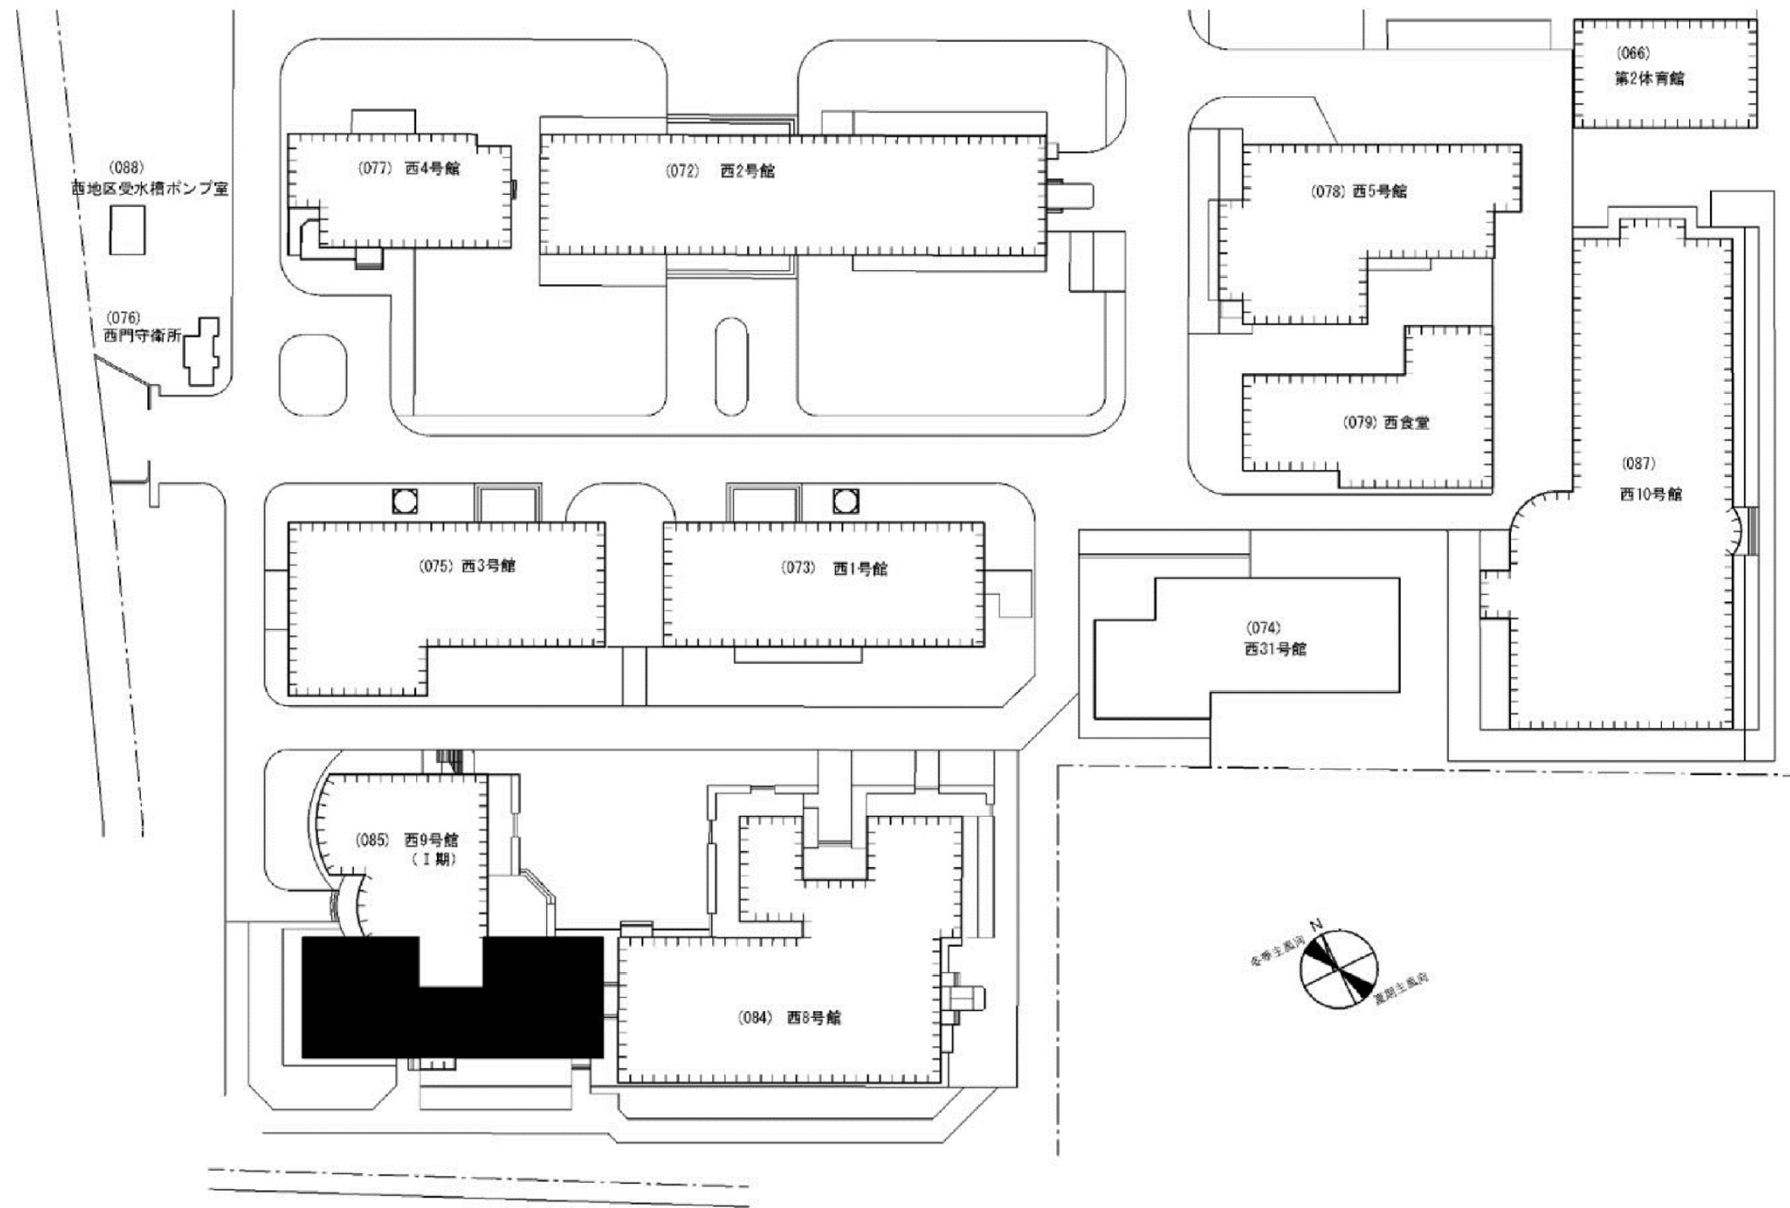 (066)
第2体育館
(088)
西地区受水槽ポンプ室
(077) 西4号館
(072) 西2号館
(078) 西5号館
(076)
西門守衛所
(079) 西食堂
(087)
西10号館
(075) 西3号館
(073) 西1号館
(074)
西31号館
(085) 西9号館
(Ⅰ期)
(084) 西8号館
N
冬季主風向
夏期主風向